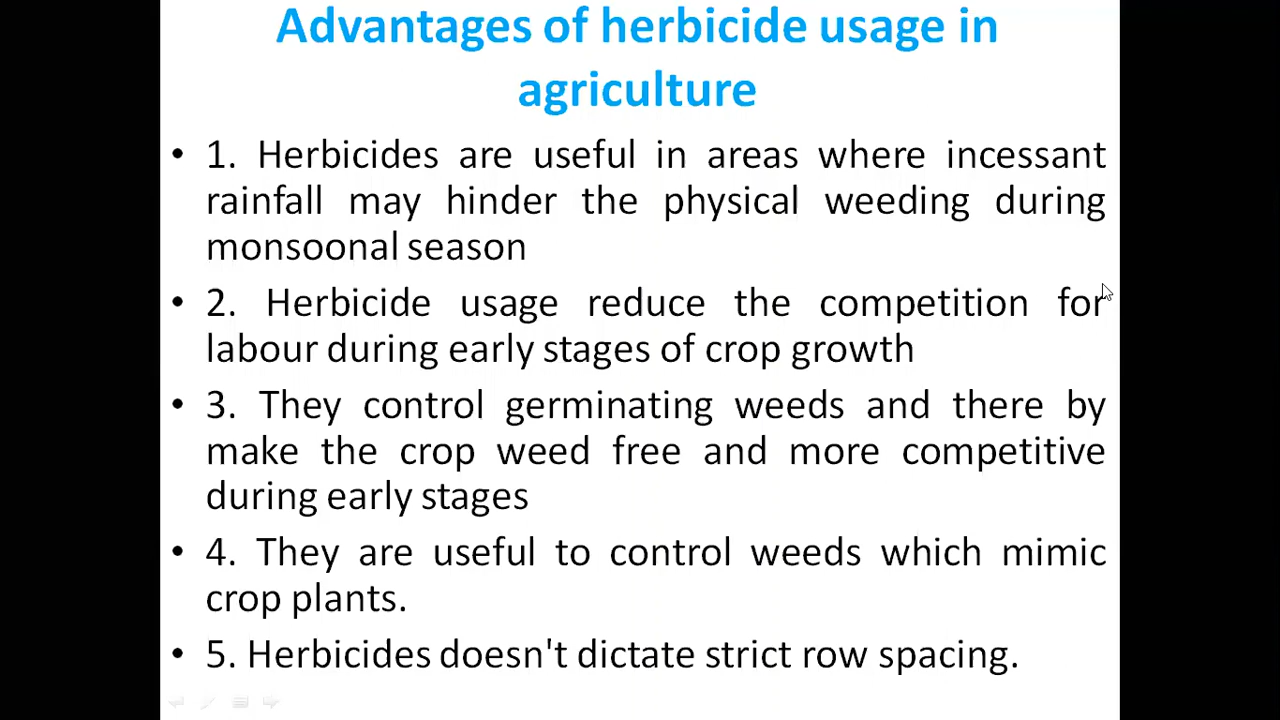 Advantages of herbicide usage in
agriculture
• 1. Herbicides are useful in areas where incessant
rainfall may hinder the physical weeding during
monsoonal season
• 2. Herbicide usage reduce the competition for
labour during early stages of crop growth
• 3. They control germinating weeds and there by
make the crop weed free and more competitive
during early stages
• 4. They are useful to control weeds which mimic
crop plants.
• 5. Herbicides doesn't dictate strict row spacing.